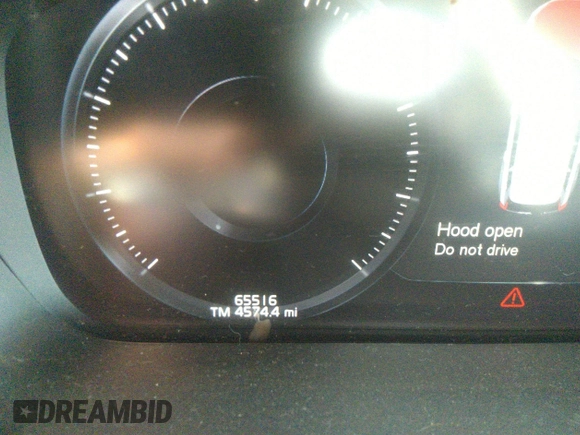 Hood open
Do not drive
65516
TM 4574.4 mi
DREAMBID